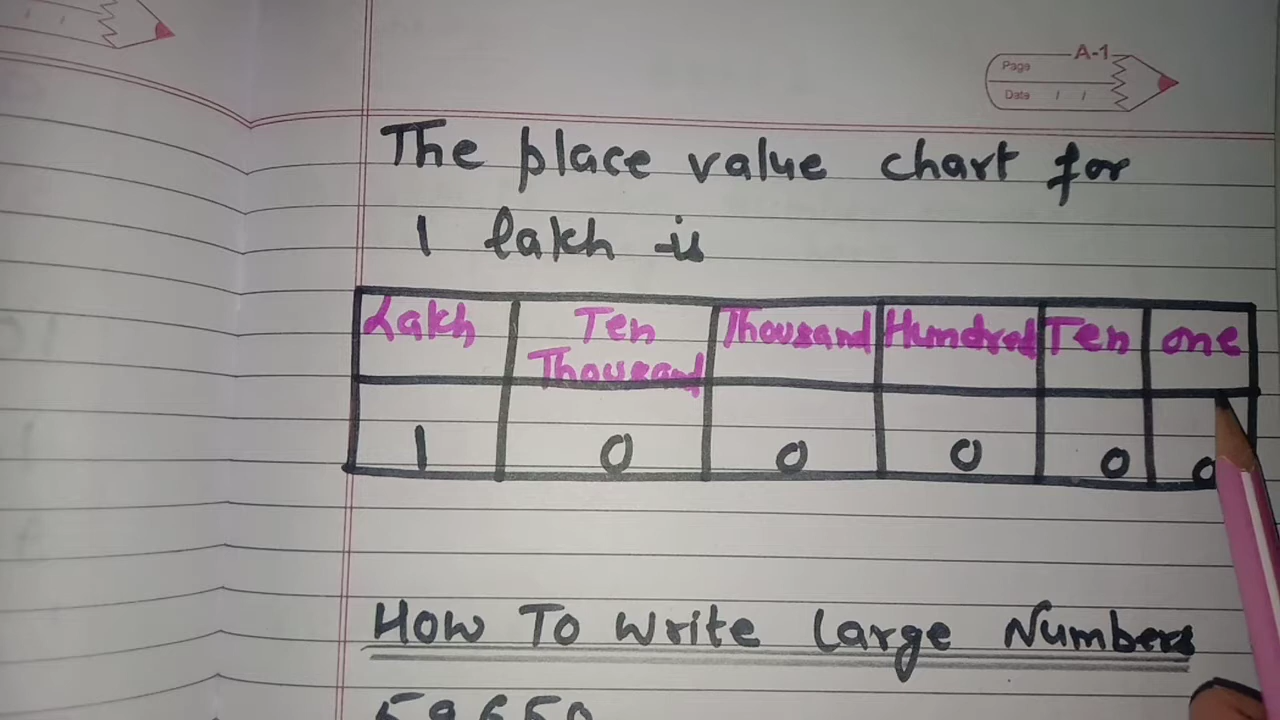 A-1
Page
Date / /
The place value chart for
1 lakh is
Lakh Ten Thousand Thousand Hundred Ten one
1 0 0 0 0 0
How To Write Large Numbers